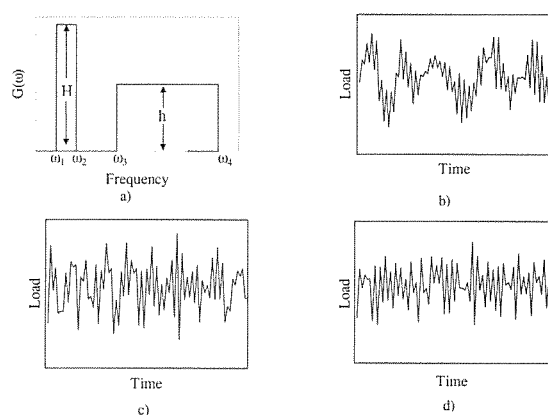 G(ω)
H
h
ω1 ω2 ω3 ω4
Frequency
a)
Load
Time
b)
Load
Time
c)
Load
Time
d)